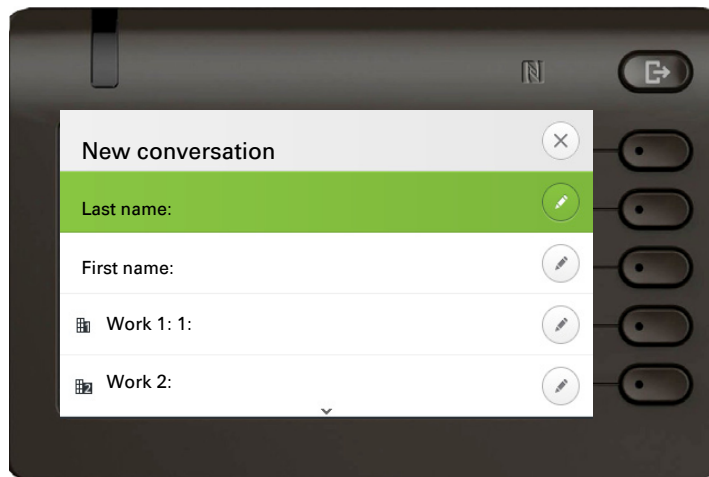 New conversation
Last name:
First name:
Work 1: 1:
Work 2: